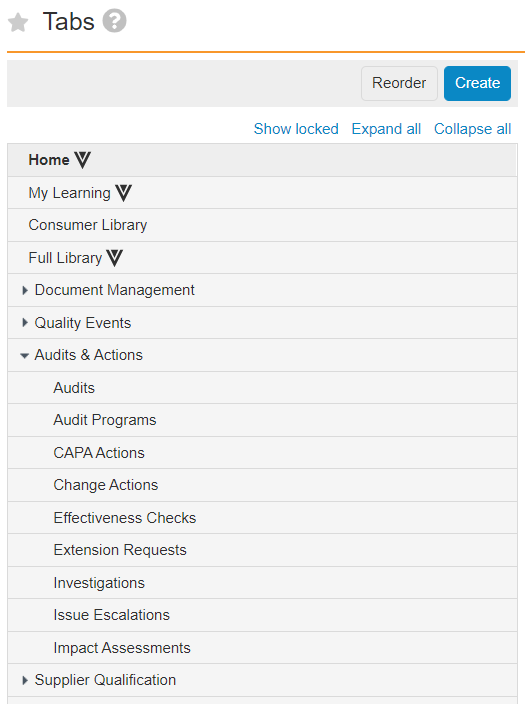 Tabs ?
Reorder Create
Show locked Expand all Collapse all
Home
My Learning
Consumer Library
Full Library
Document Management
Quality Events
Audits & Actions
Audits
Audit Programs
CAPA Actions
Change Actions
Effectiveness Checks
Extension Requests
Investigations
Issue Escalations
Impact Assessments
Supplier Qualification